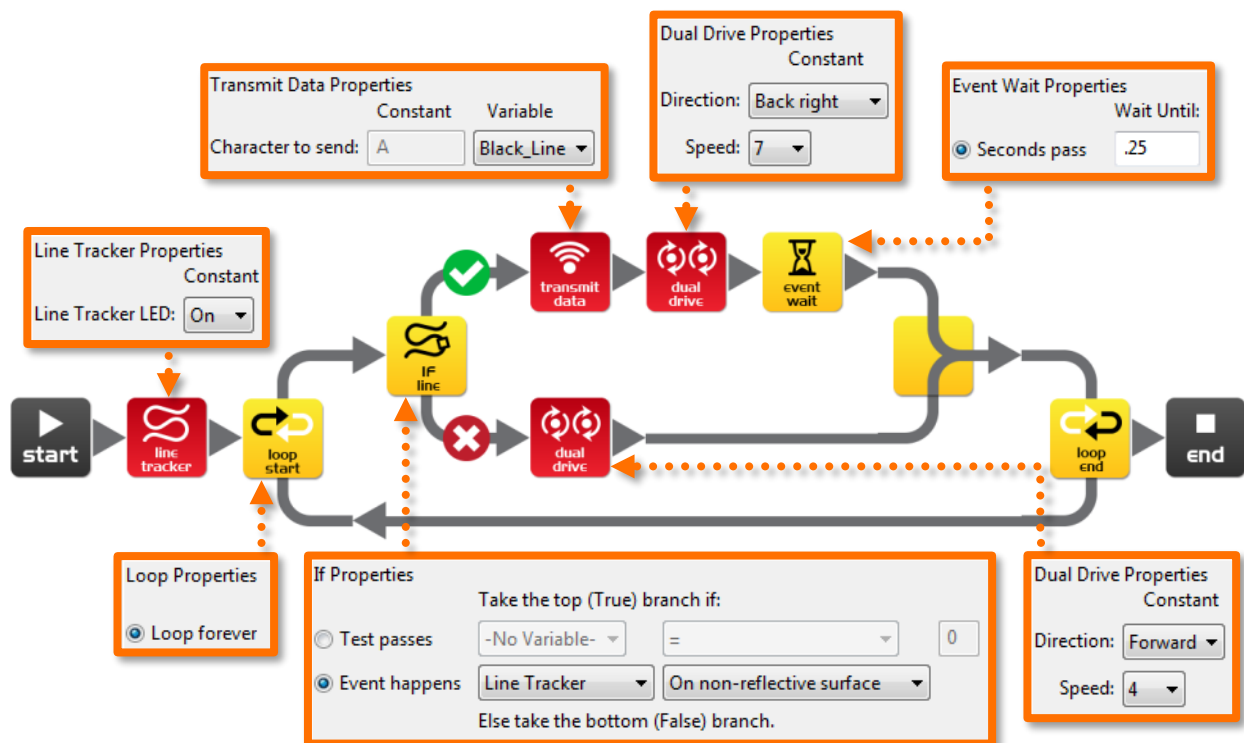 Dual Drive Properties
Constant
Direction: Back right
Speed: 7
Transmit Data Properties
Constant Variable
Character to send: A Black_Line
Event Wait Properties
Wait Until:
Seconds pass .25
Line Tracker Properties
Constant
Line Tracker LED: On
transmit
data
dual
drive
event
wait
IF
line
start
line
tracker
loop
start
dual
drive
loop
end
end
Loop Properties
Loop forever
If Properties
Take the top (True) branch if:
Test passes -No Variable- = 0
Event happens Line Tracker On non-reflective surface
Else take the bottom (False) branch.
Dual Drive Properties
Constant
Direction: Forward
Speed: 4